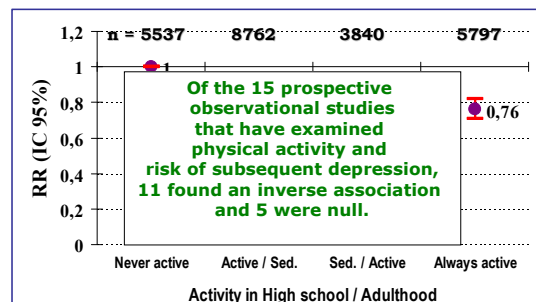 1,2
n = 5537 8762 3840 5797
1
1
0,8
0,76
0,6
0,4
0,2
0
RR (IC 95%)
Of the 15 prospective
observational studies
that have examined
physical activity and
risk of subsequent depression,
11 found an inverse association
and 5 were null.
Never active Active / Sed. Sed. / Active Always active
Activity in High school / Adulthood